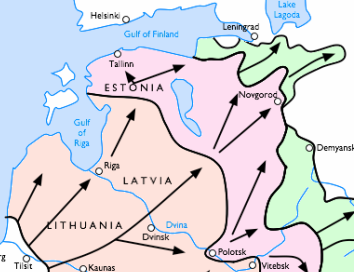 Helsinki
Lake
Lagoda
Leningrad
Gulf of Finland
Tallinn
ESTONIA
Novgorod
Gulf
of
Riga
Demyansk
Riga
LATVIA
LITHUANIA
Dvina
Dvinsk
Polotsk
Tilsit
Kaunas
Vitebsk